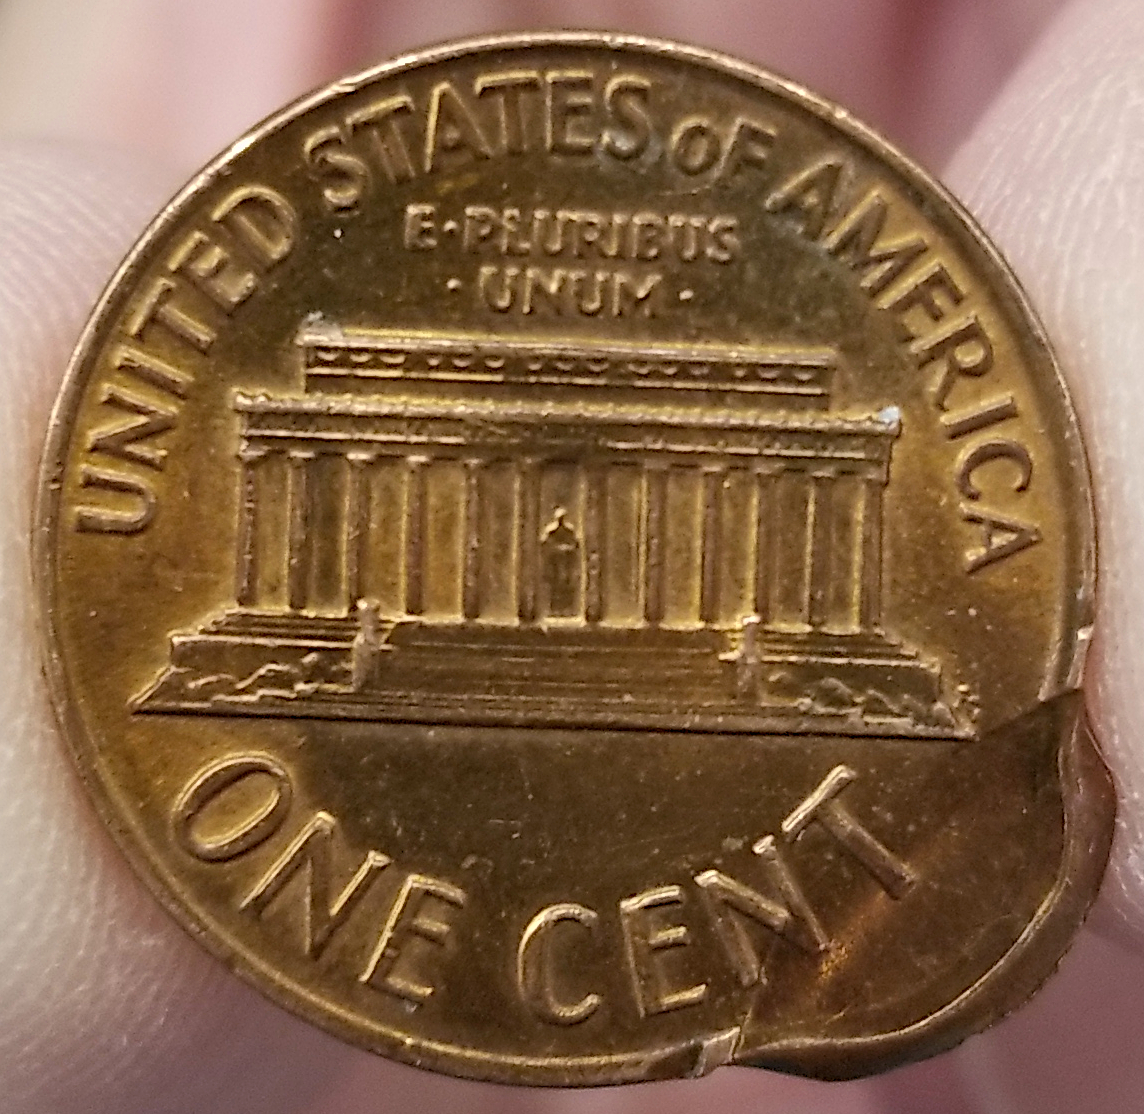 UNITED STATES OF AMERICA
E·PLURIBUS
·UNUM·
ONE CENT